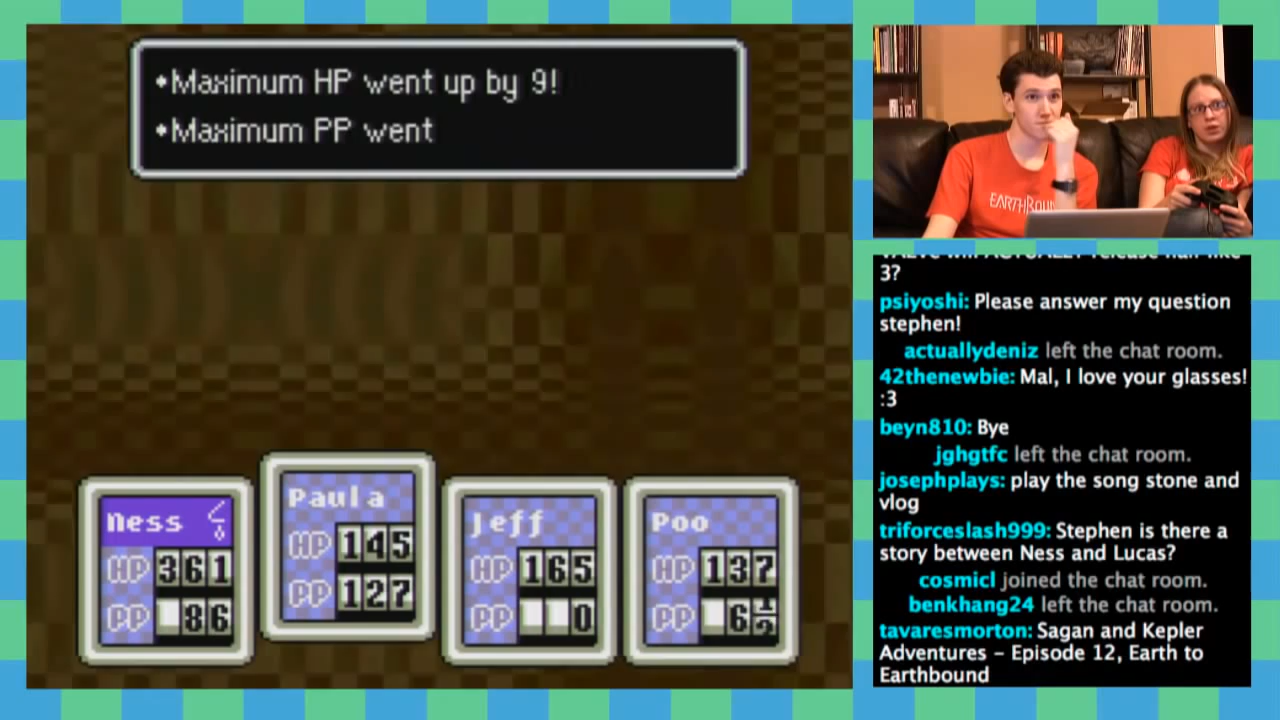 •Maximum HP went up by 9!
•Maximum PP went
Ness
HP 361
PP 86
Paula
HP 145
PP 127
Jeff
HP 165
PP 0
Poo
HP 137
PP 6
EARTHBOUN
3?
psiyoshi: Please answer my question
stephen!
actuallydeniz left the chat room.
42thenewbie: Mal, I love your glasses!
:3
beyn810: Bye
jghgtfc left the chat room.
josephplays: play the song stone and
vlog
triforceslash999: Stephen is there a
story between Ness and Lucas?
cosmicl joined the chat room.
benkhang24 left the chat room.
tavaresmorton: Sagan and Kepler
Adventures - Episode 12, Earth to
Earthbound